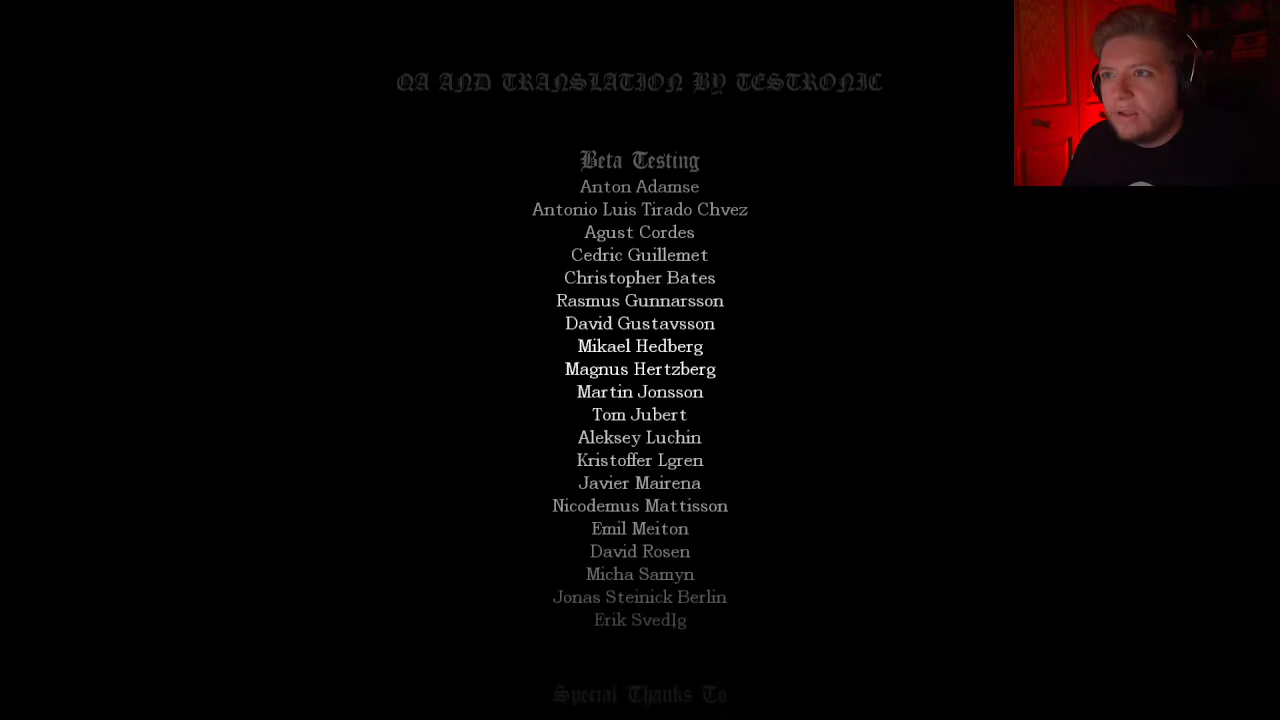 QA AND TRANSLATION BY TESTRONIC
Beta Testing
Anton Adamse
Antonio Luis Tirado Chvez
Agust Cordes
Cedric Guillemet
Christopher Bates
Rasmus Gunnarsson
David Gustavsson
Mikael Hedberg
Magnus Hertzberg
Martin Jonsson
Tom Jubert
Aleksey Luchin
Kristoffer Lgren
Javier Mairena
Nicodemus Mattisson
Emil Meiton
David Rosen
Micha Samyn
Jonas Steinick Berlin
Erik SvedIg
Special Thanks To